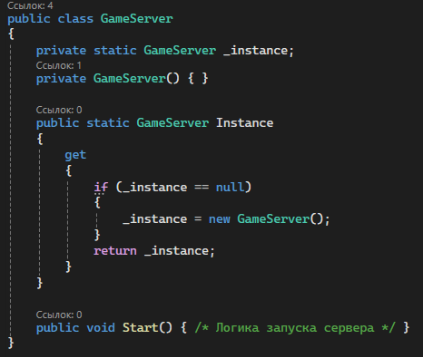 Ссылок: 4
public class GameServer
{
    private static GameServer _instance;
    Ссылок: 1
    private GameServer() { }
    Ссылок: 0
    public static GameServer Instance
    {
        get
        {
            if (_instance == null)
            {
                _instance = new GameServer();
            }
            return _instance;
        }
    }
    Ссылок: 0
    public void Start() { /* Логика запуска сервера */ }
}